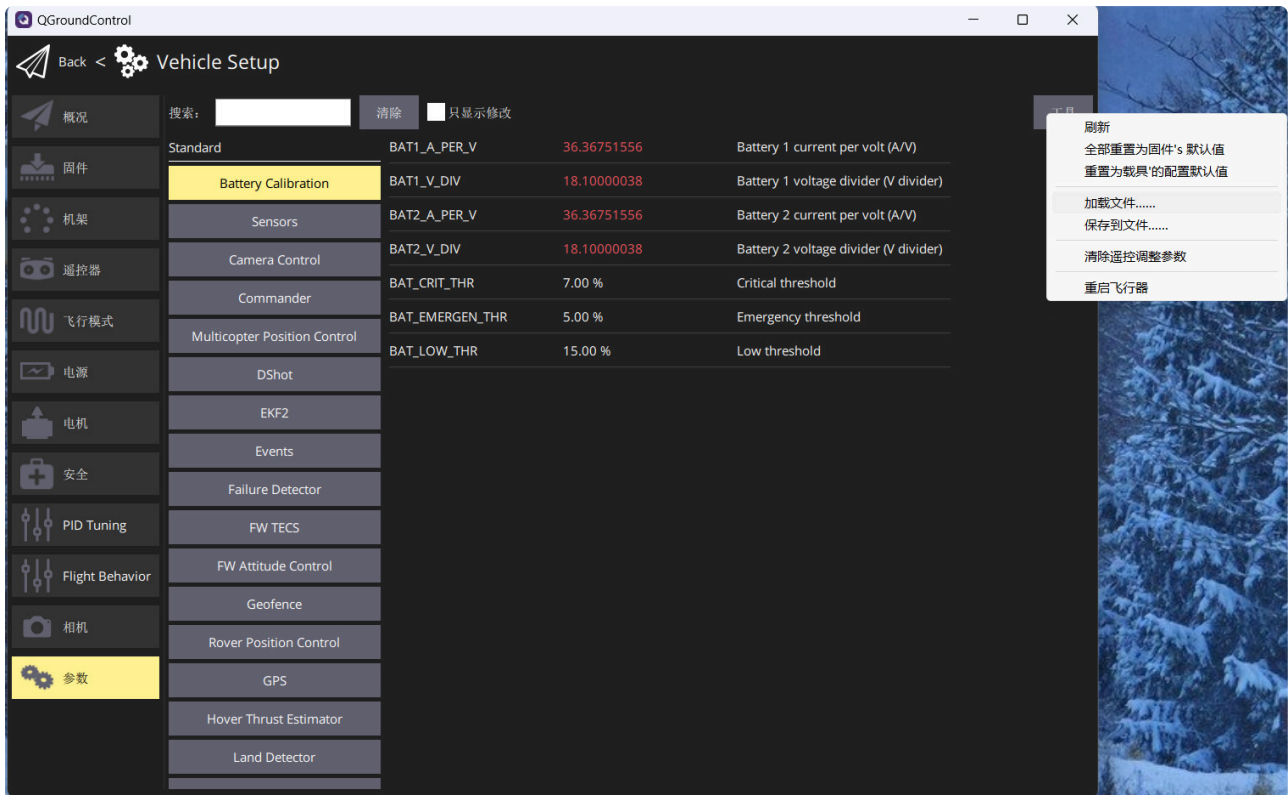 QGroundControl
Back < Vehicle Setup
概况
固件
机架
遥控器
飞行模式
电源
电机
安全
PID Tuning
Flight Behavior
相机
参数
搜索：
清除
只显示修改
工具
Standard
Battery Calibration
Sensors
Camera Control
Commander
Multicopter Position Control
DShot
EKF2
Events
Failure Detector
FW TECS
FW Attitude Control
Geofence
Rover Position Control
GPS
Hover Thrust Estimator
Land Detector
BAT1_A_PER_V 36.36751556 Battery 1 current per volt (A/V)
BAT1_V_DIV 18.10000038 Battery 1 voltage divider (V divider)
BAT2_A_PER_V 36.36751556 Battery 2 current per volt (A/V)
BAT2_V_DIV 18.10000038 Battery 2 voltage divider (V divider)
BAT_CRIT_THR 7.00 % Critical threshold
BAT_EMERGEN_THR 5.00 % Emergency threshold
BAT_LOW_THR 15.00 % Low threshold
刷新
全部重置为固件's 默认值
重置为载具'的配置默认值
加载文件......
保存到文件......
清除遥控调整参数
重启飞行器